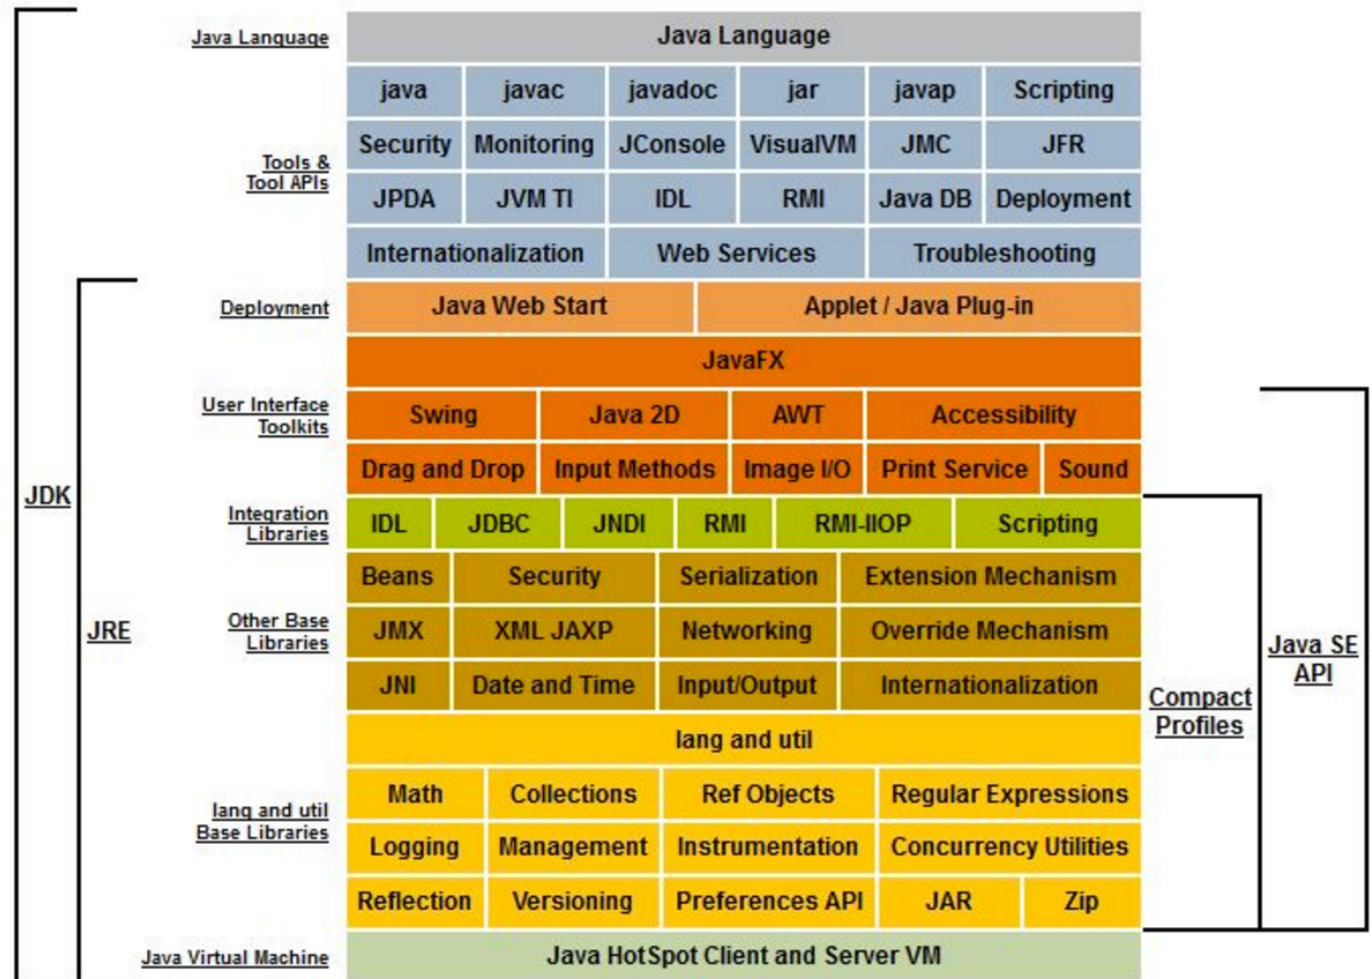 Java Language
Java Language
java javac javadoc jar javap Scripting
Security Monitoring JConsole VisualVM JMC JFR
Tools &
Tool APIs
JPDA JVM TI IDL RMI Java DB Deployment
Internationalization Web Services Troubleshooting
Deployment
Java Web Start Applet / Java Plug-in
JavaFX
User Interface
Toolkits
Swing Java 2D AWT Accessibility
Drag and Drop Input Methods Image I/O Print Service Sound
JDK
Integration
Libraries
IDL JDBC JNDI RMI RMI-IIOP Scripting
Beans Security Serialization Extension Mechanism
JRE
Other Base
Libraries
JMX XML JAXP Networking Override Mechanism
Java SE
API
JNI Date and Time Input/Output Internationalization
Compact
Profiles
lang and util
lang and util
Base Libraries
Math Collections Ref Objects Regular Expressions
Logging Management Instrumentation Concurrency Utilities
Reflection Versioning Preferences API JAR Zip
Java Virtual Machine
Java HotSpot Client and Server VM